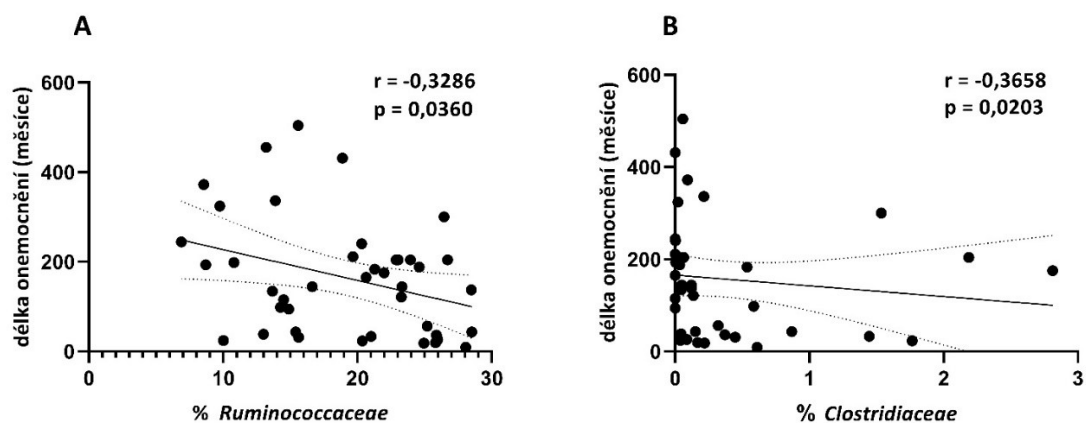 A
r = -0,3286
p = 0,0360
délka onemocnění (měsíce)
600
400
200
0
0
10
20
30
% Ruminococcaceae
B
r = -0,3658
p = 0,0203
délka onemocnění (měsíce)
600
400
200
0
0
1
2
3
% Clostridiaceae